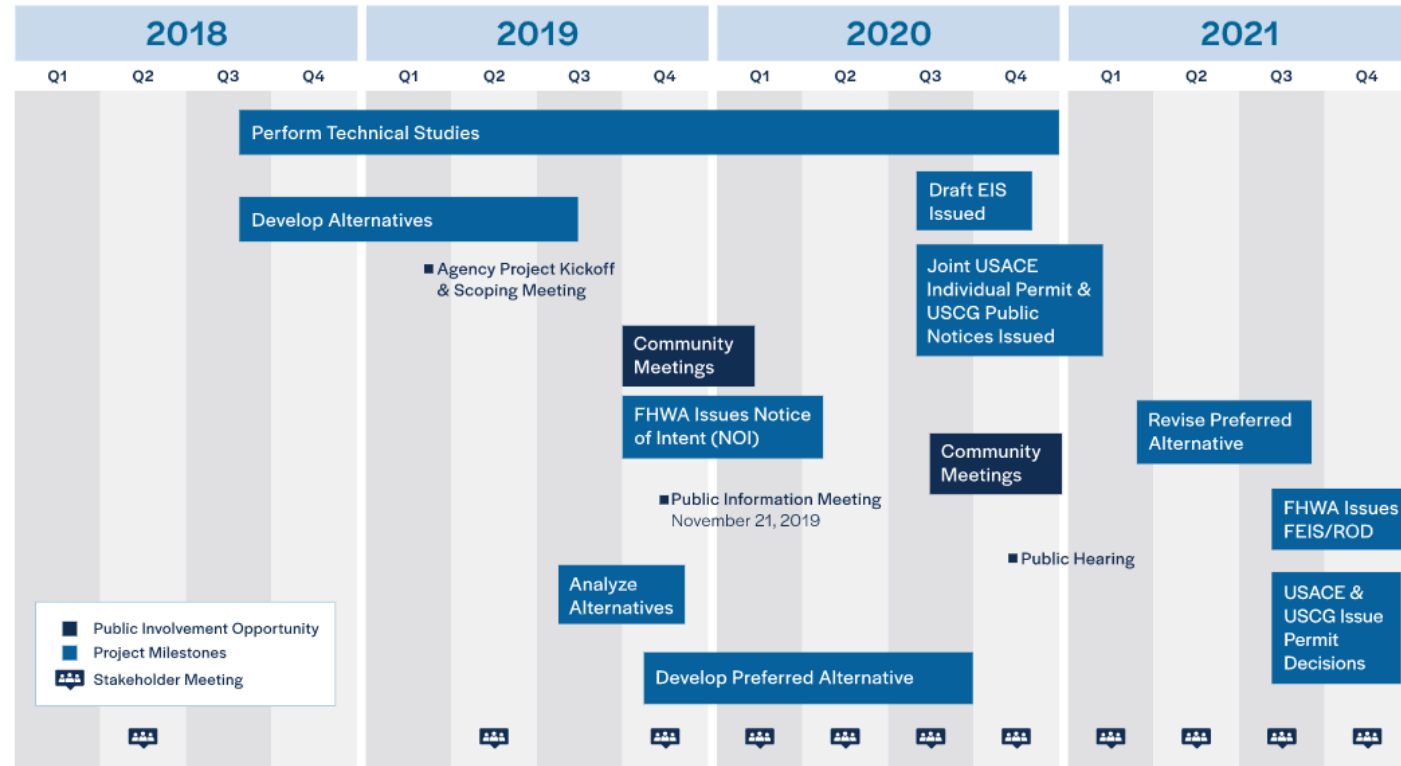 2018
2019
2020
2021
Q1 Q2 Q3 Q4 Q1 Q2 Q3 Q4 Q1 Q2 Q3 Q4 Q1 Q2 Q3 Q4
Perform Technical Studies
Draft EIS
Issued
Develop Alternatives
Agency Project Kickoff
& Scoping Meeting
Joint USACE
Individual Permit &
USCG Public
Notices Issued
Community
Meetings
FHWA Issues Notice
of Intent (NOI)
Revise Preferred
Alternative
Community
Meetings
Public Information Meeting
November 21, 2019
FHWA Issues
FEIS/ROD
Public Hearing
Analyze
Alternatives
USACE &
USCG Issue
Permit
Decisions
Develop Preferred Alternative
Public Involvement Opportunity
Project Milestones
Stakeholder Meeting